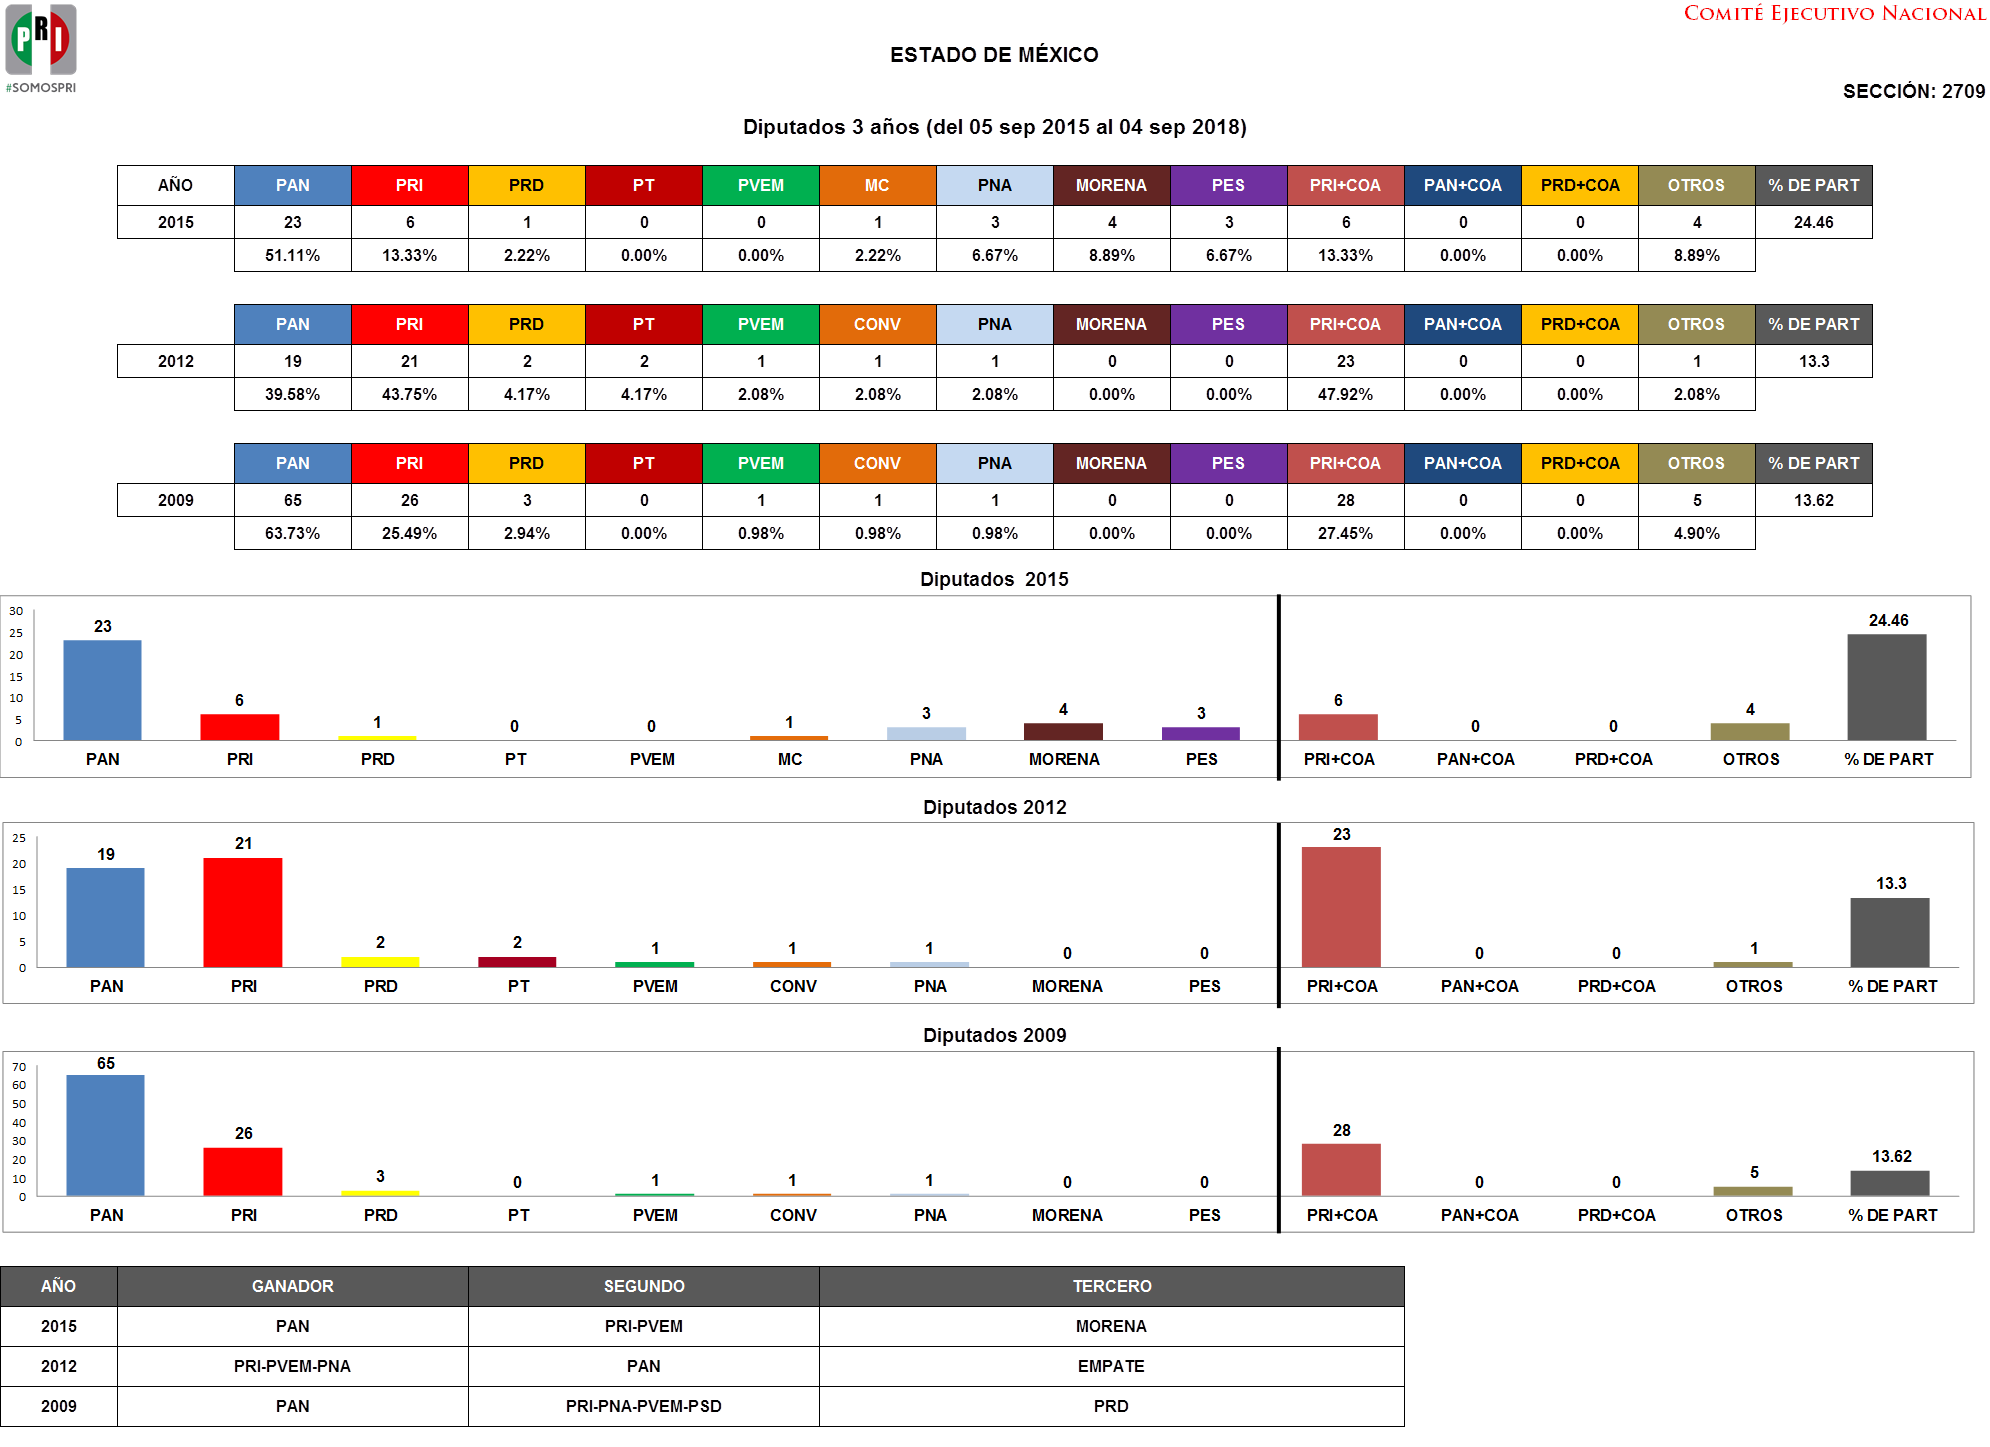 PRI
#SOMOSPRI
COMITÉ EJECUTIVO NACIONAL
ESTADO DE MÉXICO
SECCIÓN: 2709
Diputados 3 años (del 05 sep 2015 al 04 sep 2018)
AÑO PAN PRI PRD PT PVEM MC PNA MORENA PES PRI+COA PAN+COA PRD+COA OTROS % DE PART
2015 23 6 1 0 0 1 3 4 3 6 0 0 4 24.46
51.11% 13.33% 2.22% 0.00% 0.00% 2.22% 6.67% 8.89% 6.67% 13.33% 0.00% 0.00% 8.89%
PAN PRI PRD PT PVEM CONV PNA MORENA PES PRI+COA PAN+COA PRD+COA OTROS % DE PART
2012 19 21 2 2 1 1 1 0 0 23 0 0 1 13.3
39.58% 43.75% 4.17% 4.17% 2.08% 2.08% 2.08% 0.00% 0.00% 47.92% 0.00% 0.00% 2.08%
PAN PRI PRD PT PVEM CONV PNA MORENA PES PRI+COA PAN+COA PRD+COA OTROS % DE PART
2009 65 26 3 0 1 1 1 0 0 28 0 0 5 13.62
63.73% 25.49% 2.94% 0.00% 0.98% 0.98% 0.98% 0.00% 0.00% 27.45% 0.00% 0.00% 4.90%
Diputados 2015
30
25
20
15
10
5
0
23 6 1 0 0 1 3 4 3 6 0 0 4 24.46
PAN PRI PRD PT PVEM MC PNA MORENA PES PRI+COA PAN+COA PRD+COA OTROS % DE PART
Diputados 2012
25
20
15
10
5
0
19 21 2 2 1 1 1 0 0 23 0 0 1 13.3
PAN PRI PRD PT PVEM CONV PNA MORENA PES PRI+COA PAN+COA PRD+COA OTROS % DE PART
Diputados 2009
70
60
50
40
30
20
10
0
65 26 3 0 1 1 1 0 0 28 0 0 5 13.62
PAN PRI PRD PT PVEM CONV PNA MORENA PES PRI+COA PAN+COA PRD+COA OTROS % DE PART
AÑO GANADOR SEGUNDO TERCERO
2015 PAN PRI-PVEM MORENA
2012 PRI-PVEM-PNA PAN EMPATE
2009 PAN PRI-PNA-PVEM-PSD PRD